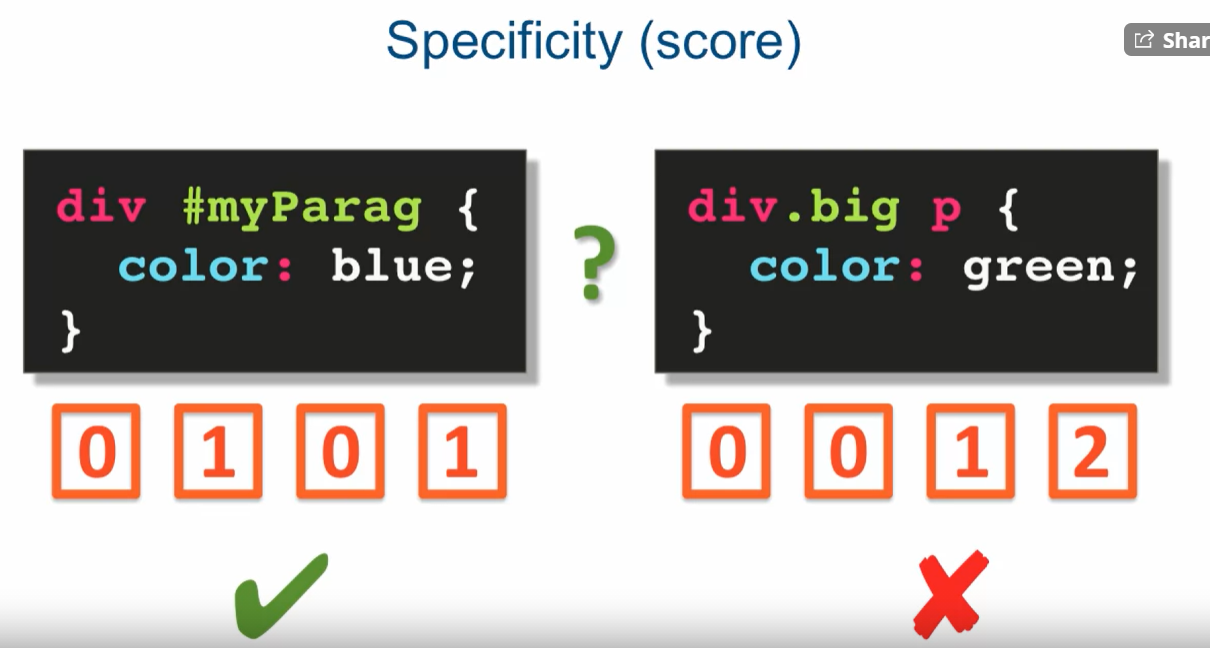 Specificity (score)
Shar
div #myParag {
color: blue;
}
?
div.big p {
color: green;
}
0 1 0 1
0 0 1 2